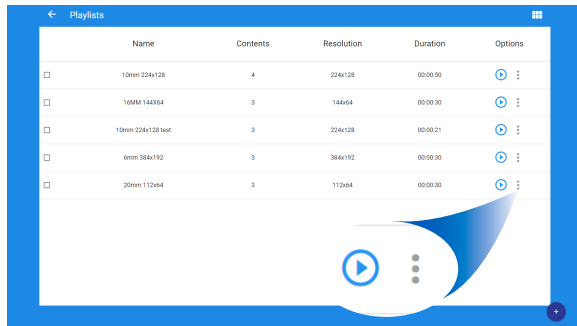 Playlists
Name Contents Resolution Duration Options
10mm 224x128 4 224x128 00:00:50
16MM 144X64 3 144x64 00:00:30
10mm 224x128 test 3 224x128 00:00:21
6mm 384x192 3 384x192 00:00:30
20mm 112x64 3 112x64 00:00:30
+